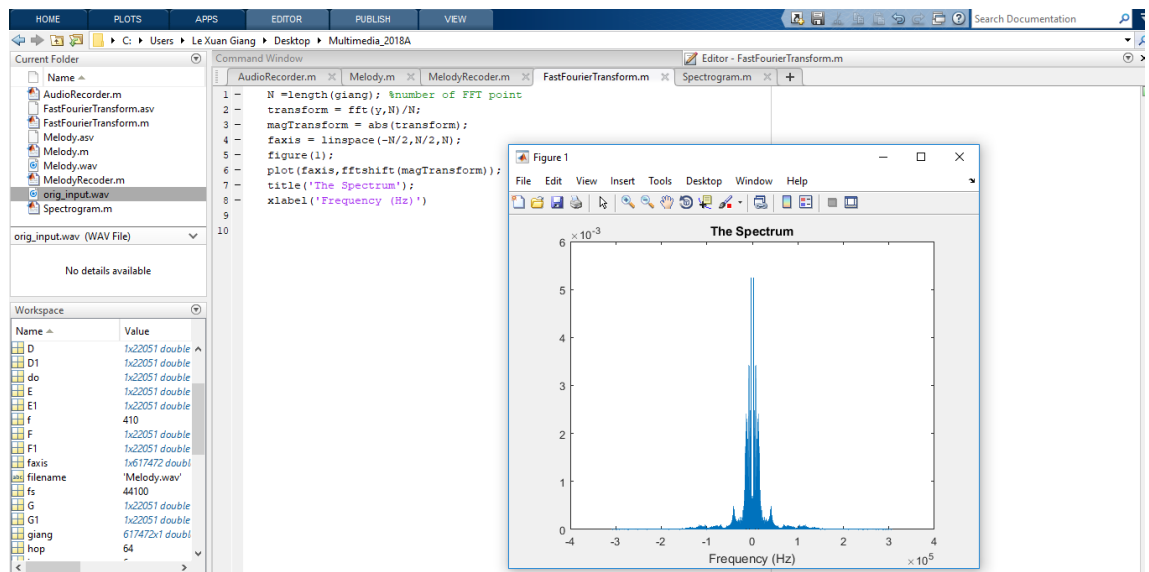 HOME PLOTS APPS EDITOR PUBLISH VIEW Search Documentation
C: Users Le Xuan Giang Desktop Multimedia_2018A
Current Folder
Name
AudioRecorder.m
FastFourierTransform.asv
FastFourierTransform.m
Melody.asv
Melody.m
Melody.wav
MelodyRecoder.m
orig_input.wav
Spectrogram.m
orig_input.wav (WAV File)
No details available
Workspace
Name Value
D 1x22051 double
D1 1x22051 double
do 1x22051 double
E 1x22051 double
E1 1x22051 double
f 410
F 1x22051 double
F1 1x22051 double
faxis 1x617472 doubl
filename 'Melody.wav'
fs 44100
G 1x22051 double
G1 1x22051 double
giang 617472x1 doubl
hop 64
Command Window
Editor - FastFourierTransform.m
AudioRecorder.m Melody.m MelodyRecoder.m FastFourierTransform.m Spectrogram.m
1 – N =length(giang); %number of FFT point
2 – transform = fft(y,N)/N;
3 – magTransform = abs(transform);
4 – faxis = linspace(-N/2,N/2,N);
5 – figure(1);
6 – plot(faxis,fftshift(magTransform));
7 – title('The Spectrum');
8 – xlabel('Frequency (Hz)')
9
10
Figure 1
File Edit View Insert Tools Desktop Window Help
×10-3
The Spectrum
6
5
4
3
2
1
0
-4 -3 -2 -1 0 1 2 3 4
Frequency (Hz)
×105